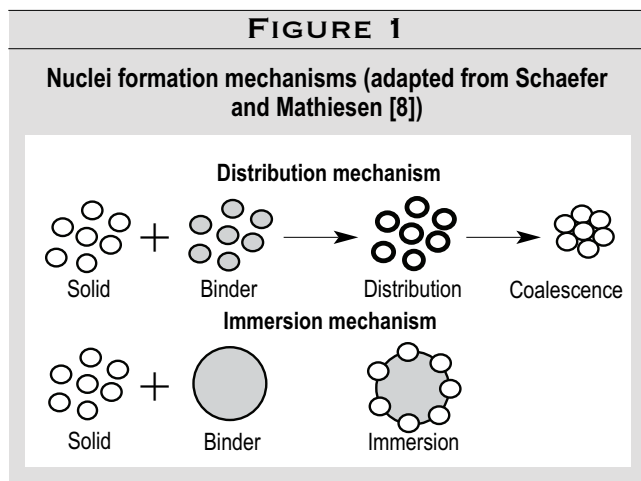 FIGURE 1
Nuclei formation mechanisms (adapted from Schaefer
and Mathiesen [8])
Distribution mechanism
Solid + Binder Distribution Coalescence
Immersion mechanism
Solid + Binder Immersion